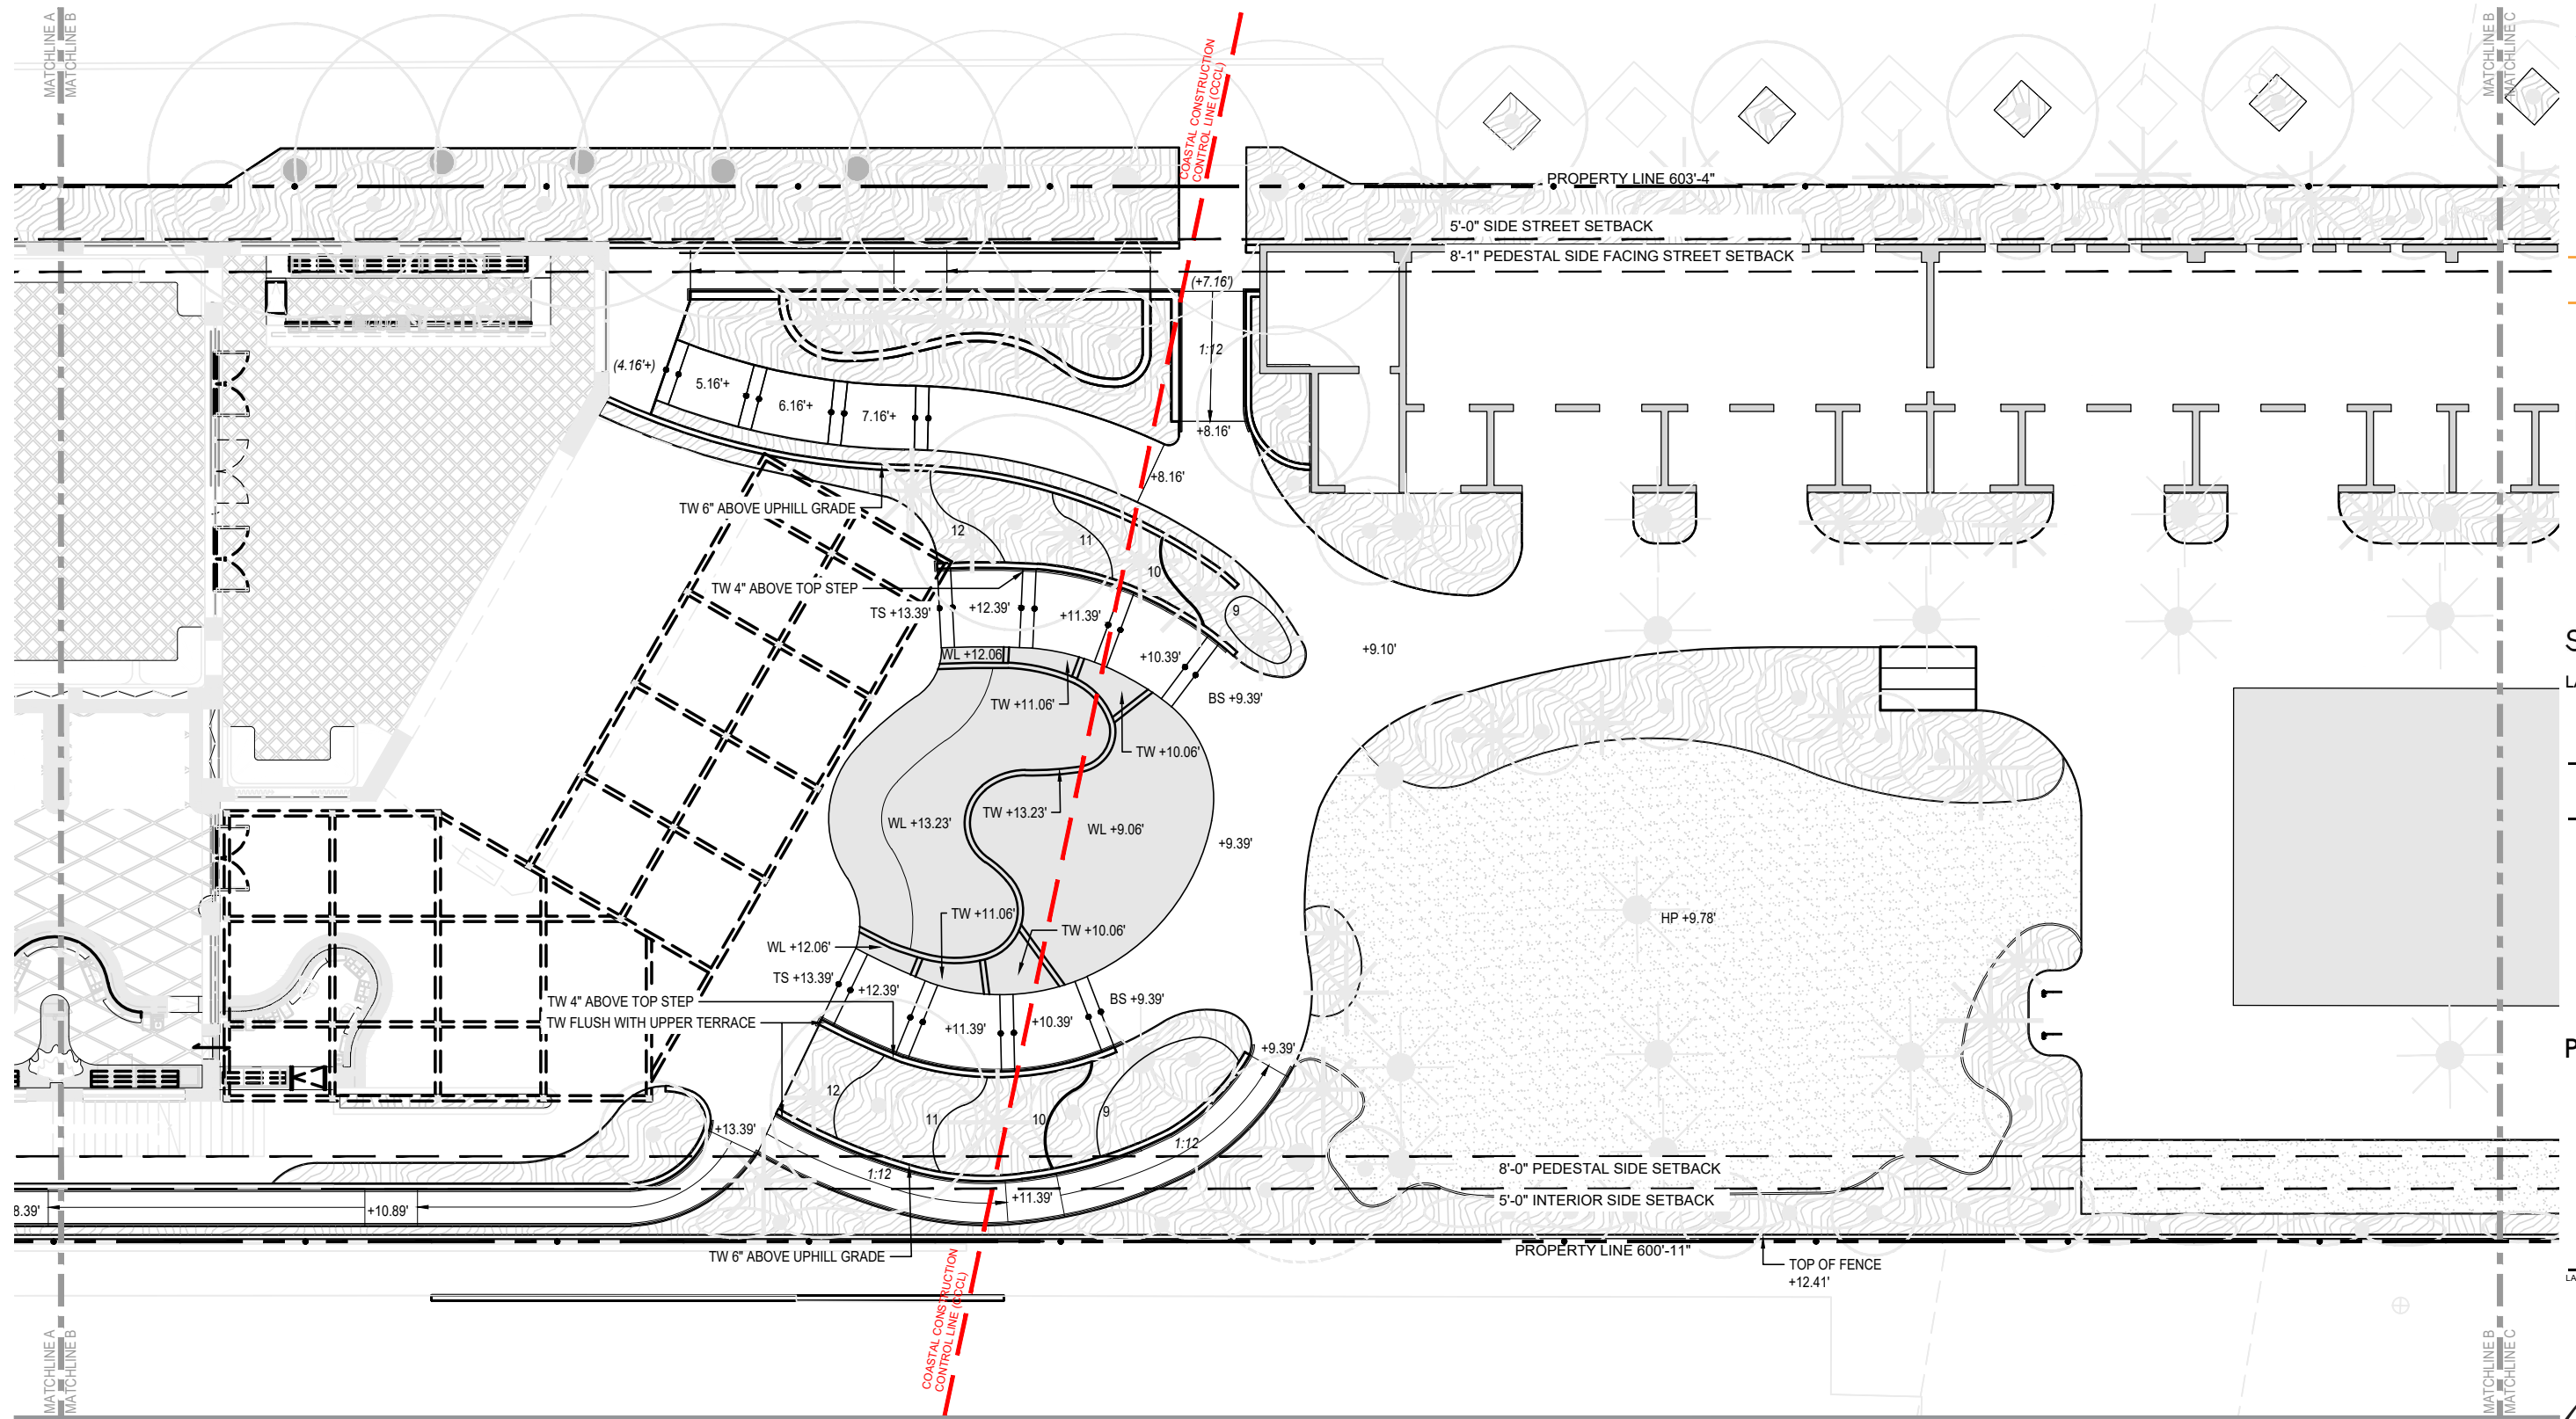 MATCHLINE A
MATCHLINE B
COASTAL CONSTRUCTION
CONTROL LINE (CCCL)
MATCHLINE B
MATCHLINE C
PROPERTY LINE 603'-4"
5'-0" SIDE STREET SETBACK
8'-1" PEDESTAL SIDE FACING STREET SETBACK
(+7.16')
1:12
(4.16'+)
5.16'+
6.16'+
7.16'+
+8.16'
+8.16'
TW 6" ABOVE UPHILL GRADE
12
11
10
9
TW 4" ABOVE TOP STEP
TS +13.39'
+12.39'
+11.39'
+10.39'
BS +9.39'
+9.10'
WL +12.06
TW +11.06'
TW +10.06'
TW +13.23'
WL +13.23'
WL +9.06'
+9.39'
HP +9.78'
TW +11.06'
TW +10.06'
WL +12.06'
TS +13.39'
+12.39'
BS +9.39'
TW 4" ABOVE TOP STEP
TW FLUSH WITH UPPER TERRACE
+11.39'
+10.39'
+9.39'
12
11
10
9
+13.39'
1:12
1:12
8'-0" PEDESTAL SIDE SETBACK
5'-0" INTERIOR SIDE SETBACK
+11.39'
8.39'
+10.89'
TW 6" ABOVE UPHILL GRADE
PROPERTY LINE 600'-11"
TOP OF FENCE
+12.41'
COASTAL CONSTRUCTION
CONTROL LINE (CCCL)
MATCHLINE A
MATCHLINE B
MATCHLINE B
MATCHLINE C
S
LA
P
LA